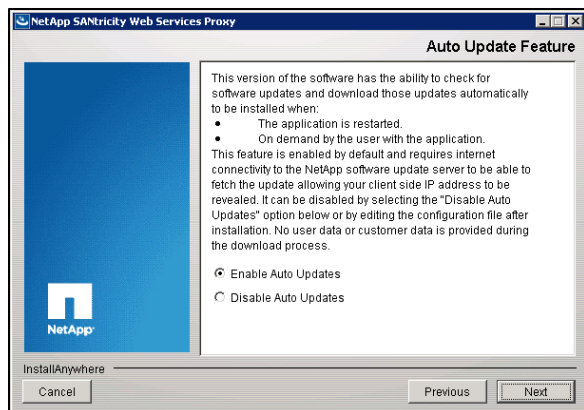 NetApp SANtricity Web Services Proxy
Auto Update Feature
This version of the software has the ability to check for
software updates and download those updates automatically
to be installed when:
• The application is restarted.
• On demand by the user with the application.
This feature is enabled by default and requires internet
connectivity to the NetApp software update server to be able to
fetch the update allowing your client side IP address to be
revealed. It can be disabled by selecting the "Disable Auto
Updates" option below or by editing the configuration file after
installation. No user data or customer data is provided during
the download process.
Enable Auto Updates
Disable Auto Updates
NetApp
InstallAnywhere
Cancel
Previous
Next